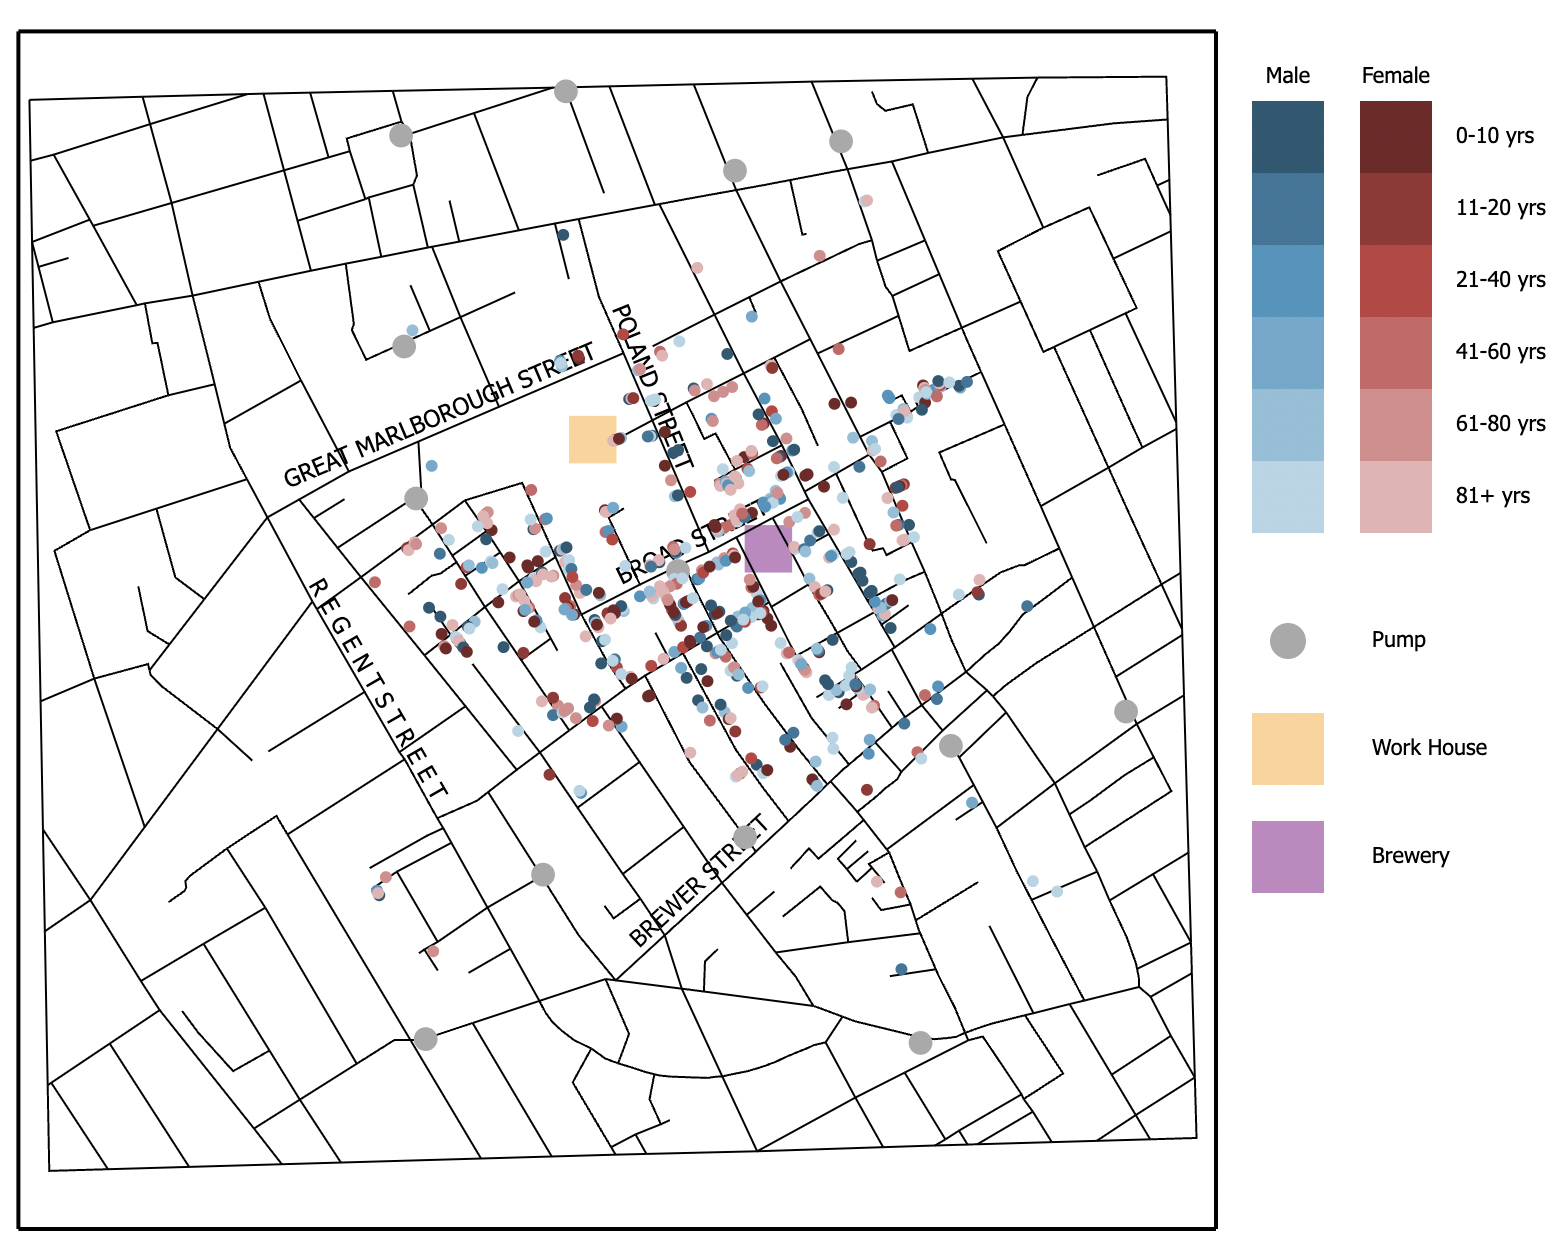 Male
Female
0-10 yrs
11-20 yrs
21-40 yrs
41-60 yrs
61-80 yrs
81+ yrs
Pump
Work House
Brewery
POLAND STREET
GREAT MARLBOROUGH STREET
BROAD STREET
REGENT STREET
BREWER STREET